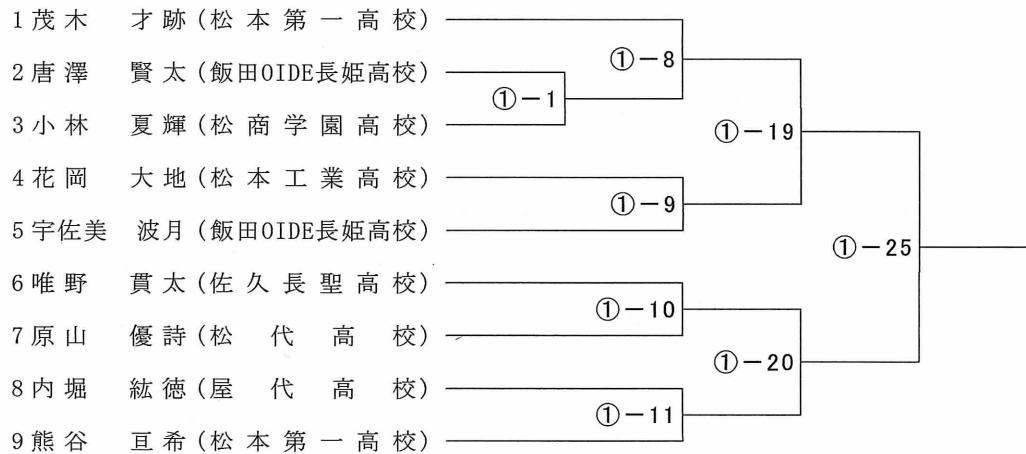 1 茂木 才跡 (松本第一高校)
①-8
2 唐澤 賢太 (飯田OIDE長姫高校)
①-1
3 小林 夏輝 (松商学園高校)
①-19
4 花岡 大地 (松本工業高校)
①-9
5 宇佐美 波月 (飯田OIDE長姫高校)
①-25
6 唯野 貫太 (佐久長聖高校)
①-10
7 原山 優詩 (松代高校)
①-20
8 内堀 紘徳 (屋代高校)
①-11
9 熊谷 亘希 (松本第一高校)